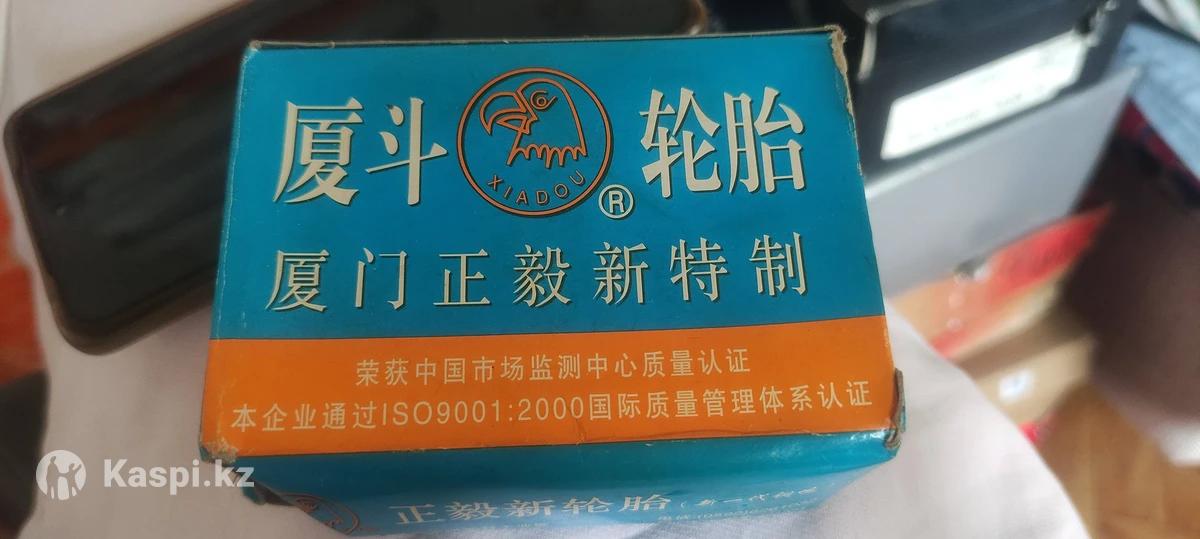 厦斗 XIADOU ® 轮胎
厦门正毅新特制
荣获中国市场监测中心质量认证
本企业通过ISO9001:2000国际质量管理体系认证
正毅新轮胎
Kaspi.kz